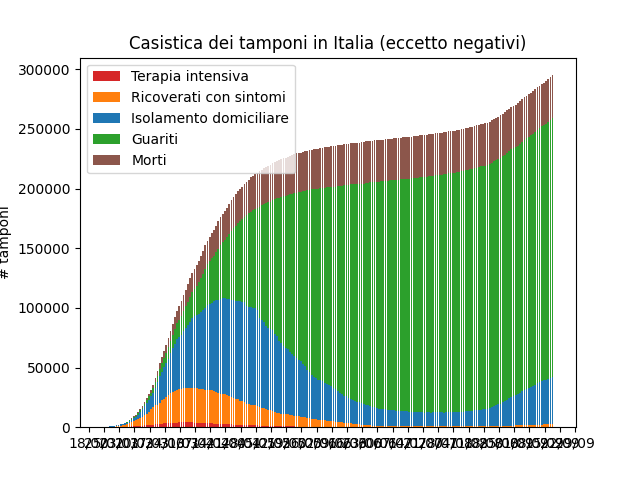 Casistica dei tamponi in Italia (eccetto negativi)
Terapia intensiva
Ricoverati con sintomi
Isolamento domiciliare
Guariti
Morti
300000
250000
200000
150000
100000
50000
0
# tamponi